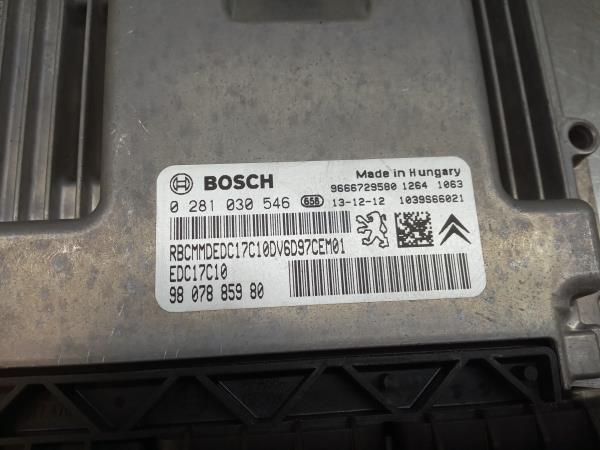 BOSCH
Made in Hungary
9666729580 1264 1063
0 281 030 546 658 13-12-12 1039S66021
RBCMMDEDC17C10DV6D97CEM01
EDC17C10
98 078 859 80